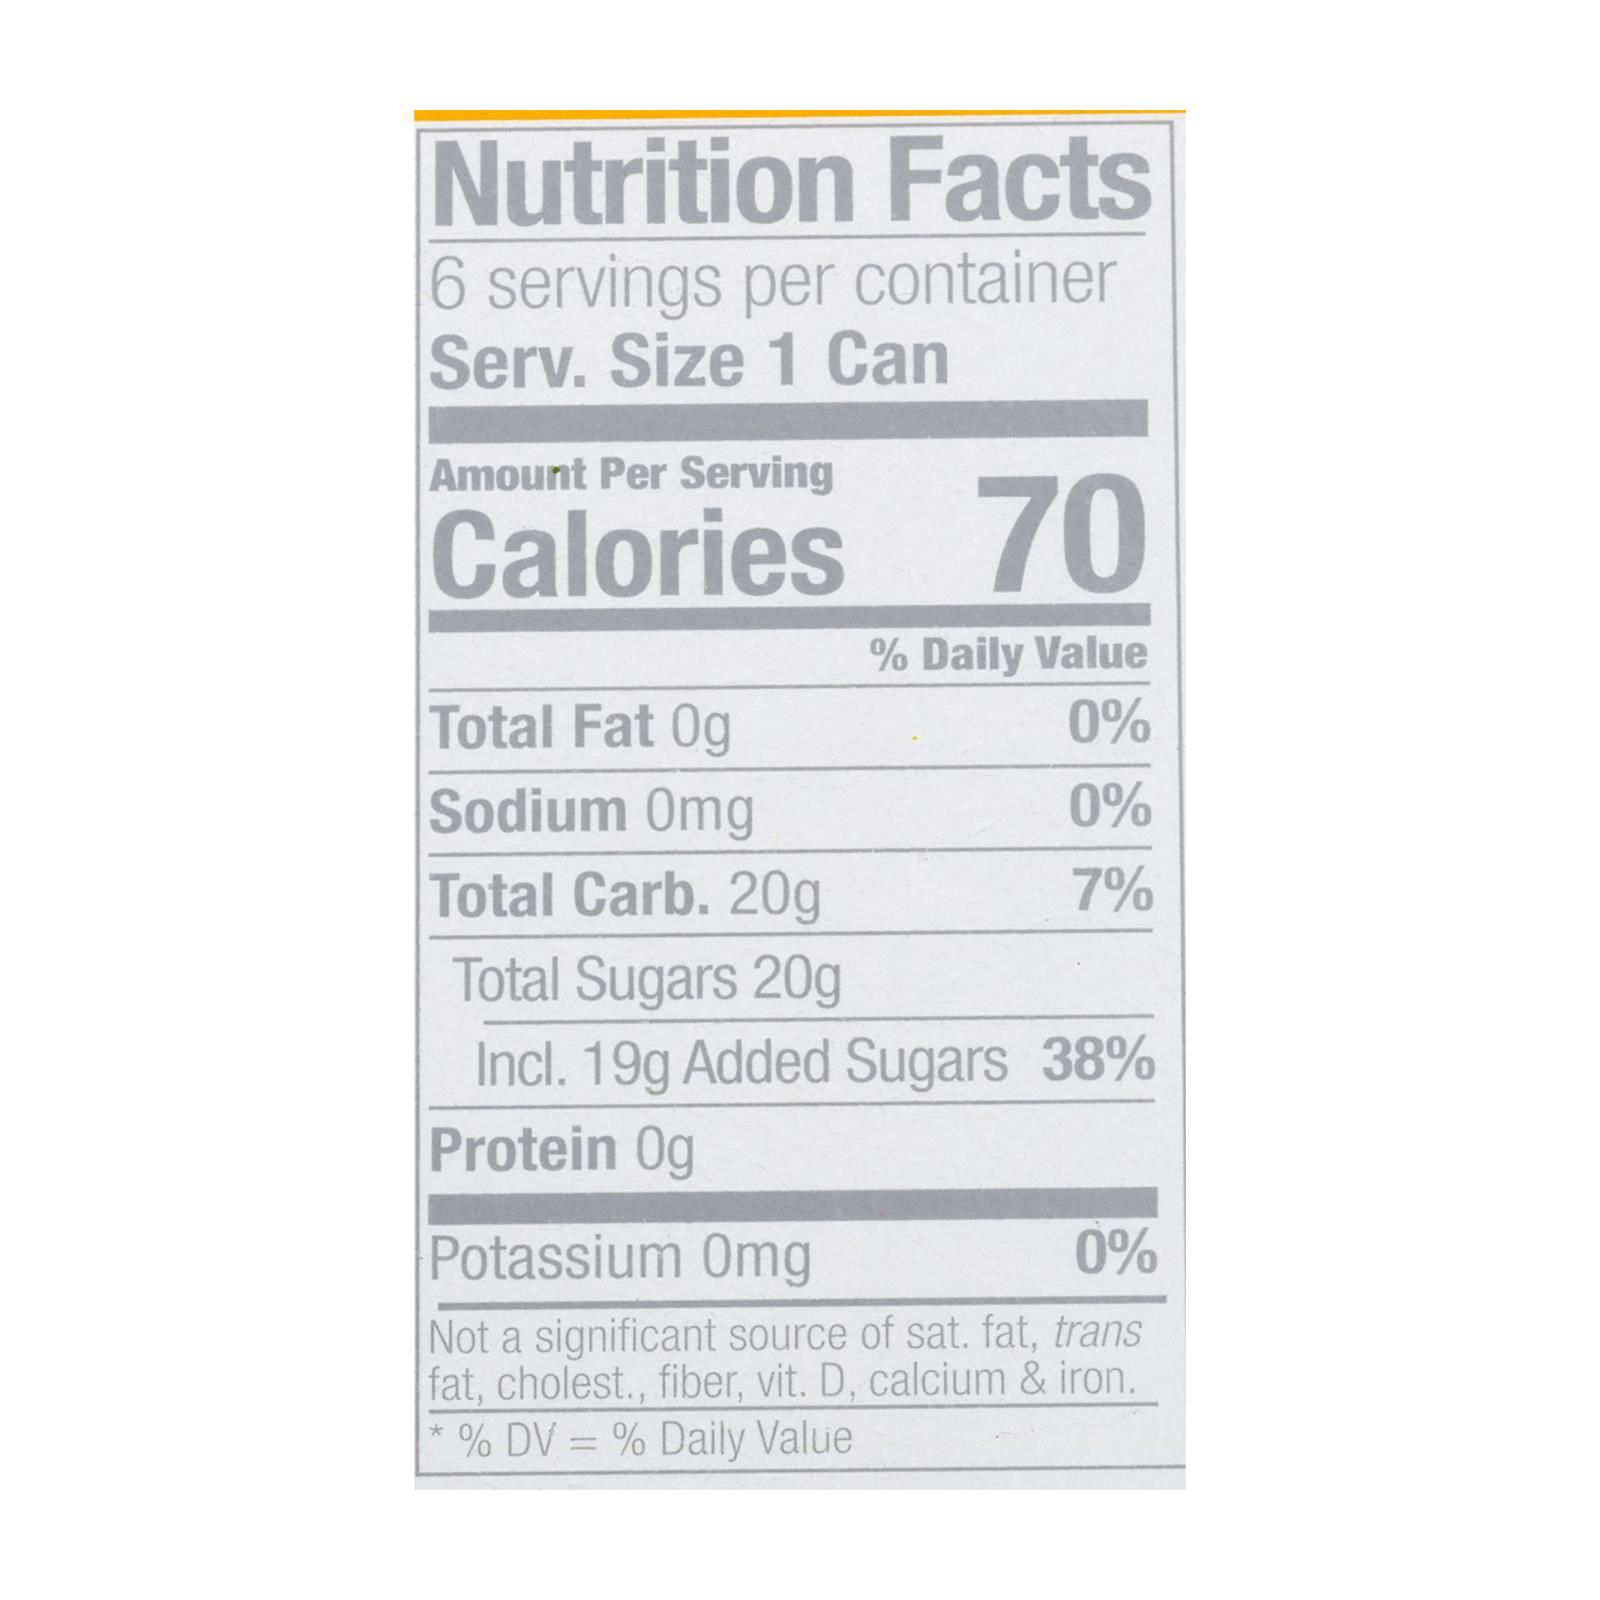 Nutrition Facts
6 servings per container
Serv. Size 1 Can
Amount Per Serving
Calories 70
% Daily Value
Total Fat 0g 0%
Sodium 0mg 0%
Total Carb. 20g 7%
Total Sugars 20g
Incl. 19g Added Sugars 38%
Protein 0g
Potassium 0mg 0%
Not a significant source of sat. fat, trans
fat, cholest., fiber, vit. D, calcium & iron.
* % DV = % Daily Value